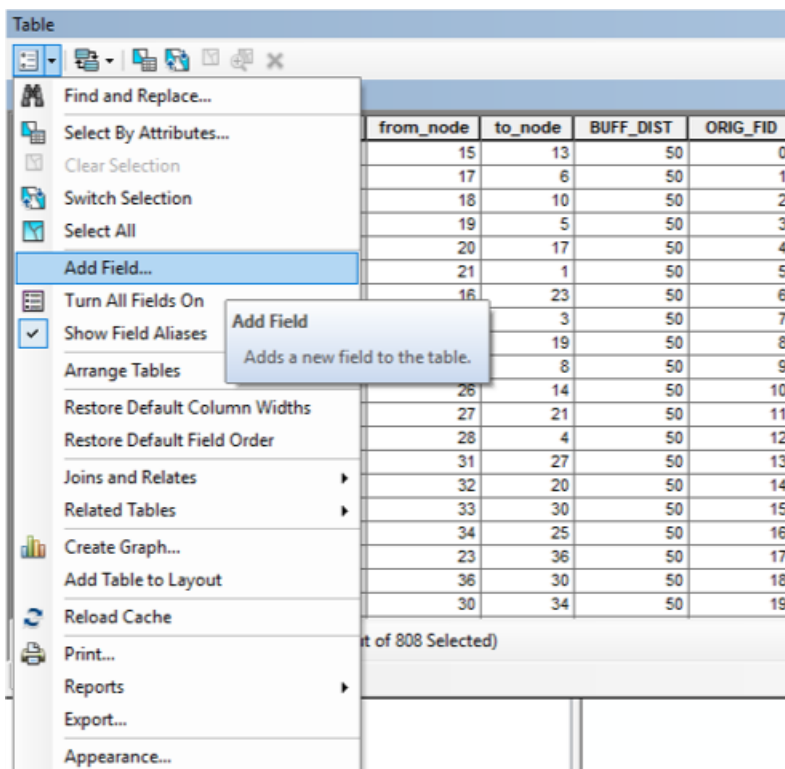 Table
Find and Replace...
Select By Attributes...
Clear Selection
Switch Selection
Select All
Add Field...
Turn All Fields On
Show Field Aliases
Arrange Tables
Restore Default Column Widths
Restore Default Field Order
Joins and Relates
Related Tables
Create Graph...
Add Table to Layout
Reload Cache
Print...
Reports
Export...
Appearance...
Add Field
Adds a new field to the table.
from_node to_node BUFF_DIST ORIG_FID
15 13 50 0
17 6 50 1
18 10 50 2
19 5 50 3
20 17 50 4
21 1 50 5
16 23 50 6
3 50 7
19 50 8
8 50 9
26 14 50 10
27 21 50 11
28 4 50 12
31 27 50 13
32 20 50 14
33 30 50 15
34 25 50 16
23 36 50 17
36 30 50 18
30 34 50 19
of 808 Selected)